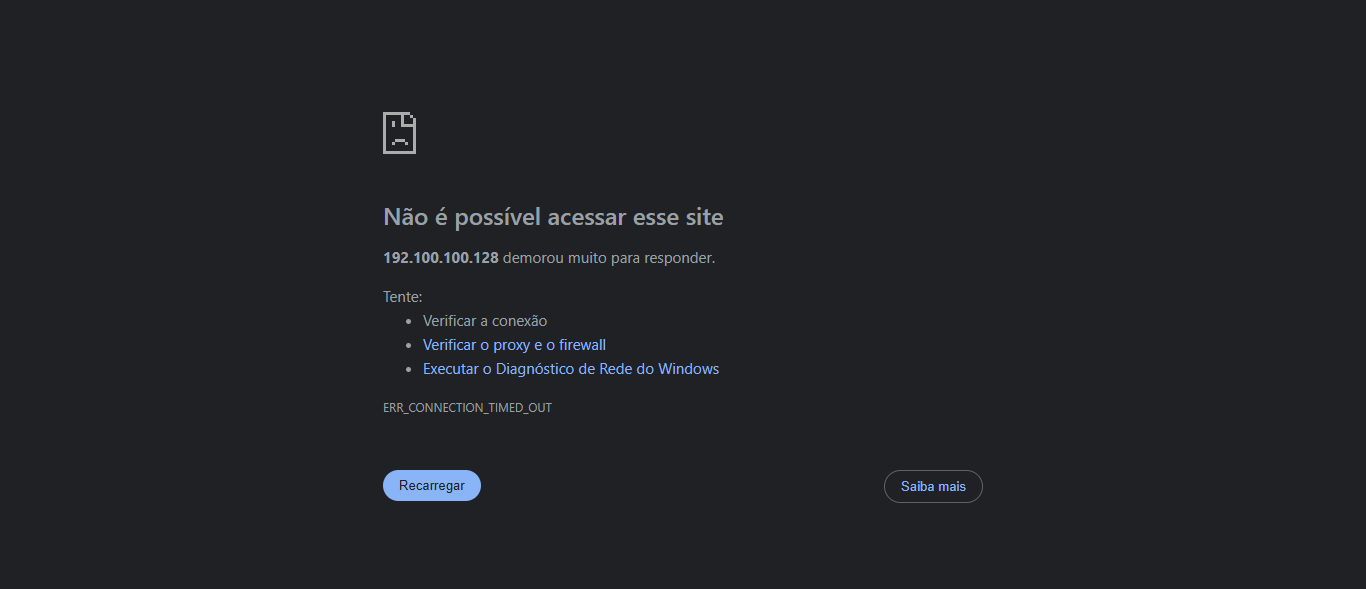 Não é possível acessar esse site
192.100.100.128 demorou muito para responder.
Tente:
Verificar a conexão
Verificar o proxy e o firewall
Executar o Diagnóstico de Rede do Windows
ERR_CONNECTION_TIMED_OUT
Recarregar
Saiba mais